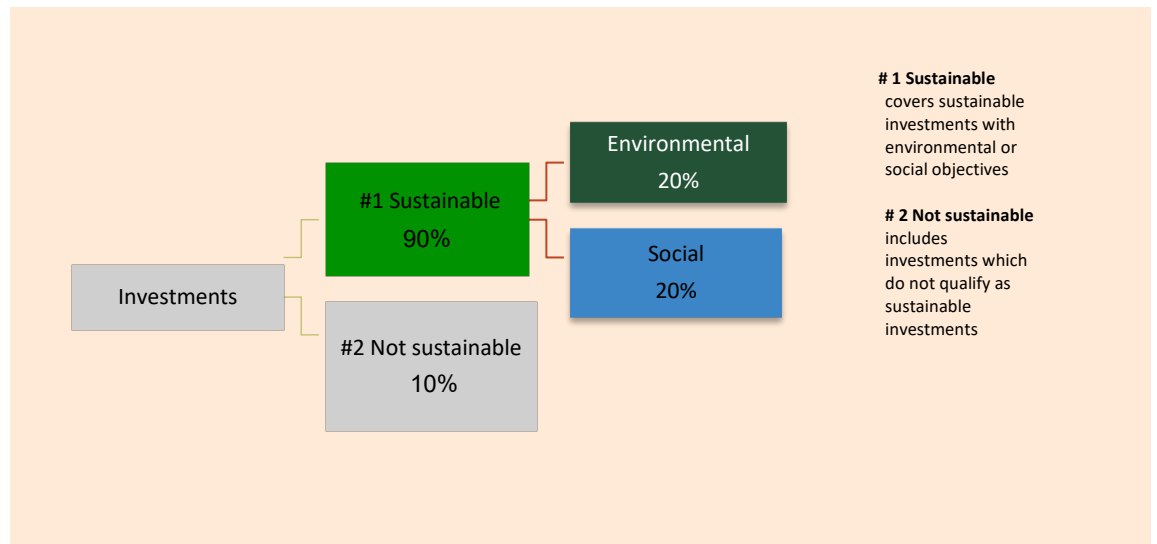 Investments
#1 Sustainable
90%
#2 Not sustainable
10%
Environmental
20%
Social
20%
# 1 Sustainable
covers sustainable
investments with
environmental or
social objectives
# 2 Not sustainable
includes
investments which
do not qualify as
sustainable
investments